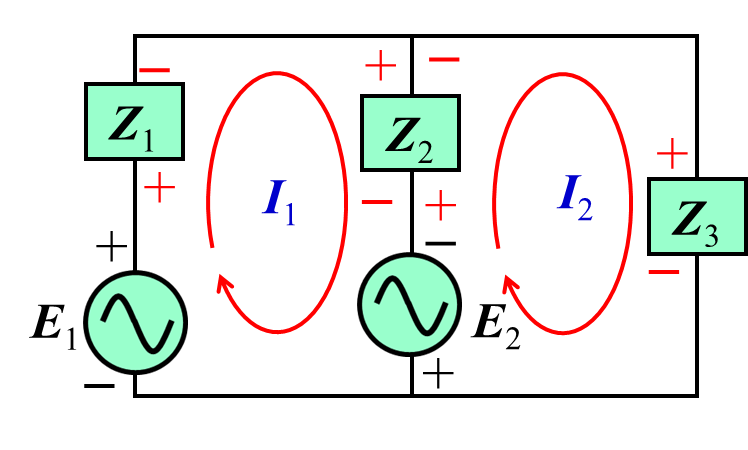 + −
−
Z1
Z2
+
+
− +
I1
I2
Z3
+
−
−
E1
E2
−
+